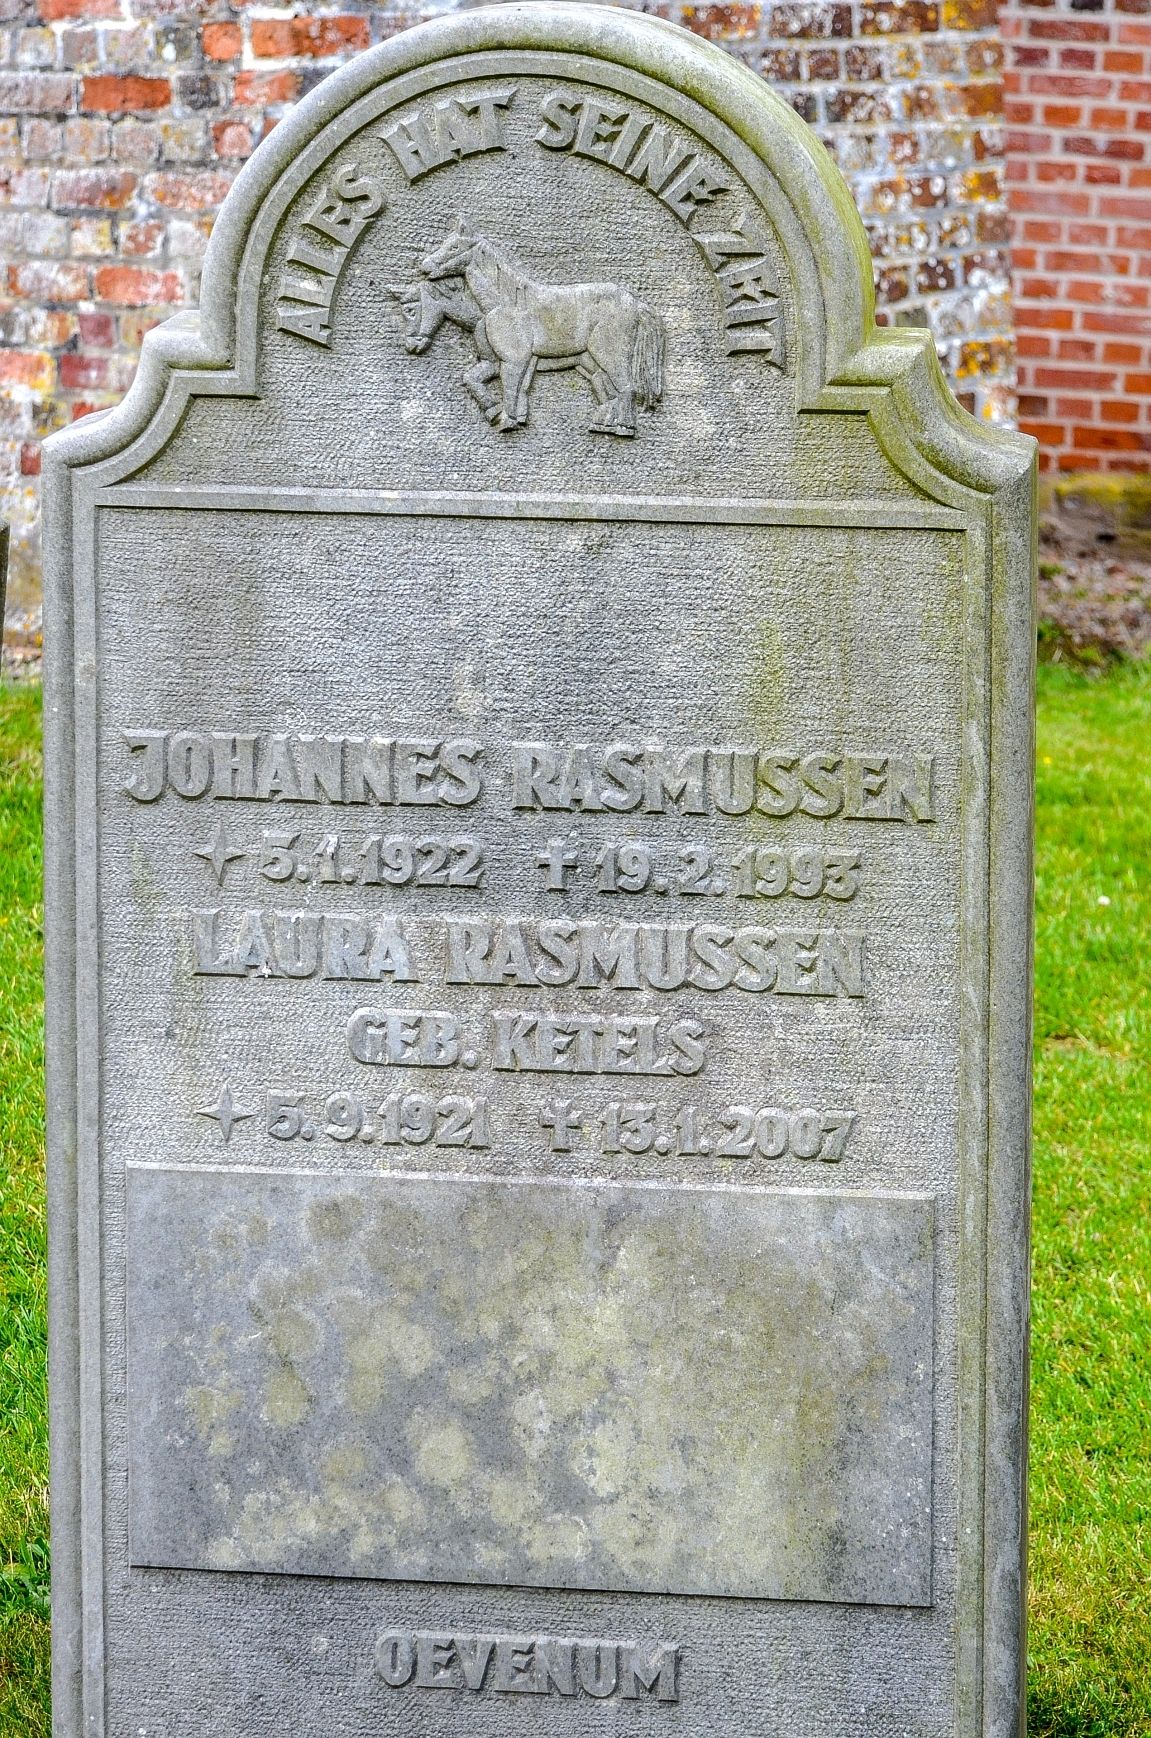 ALLES HAT SEINE ZEIT
JOHANNES RASMUSSEN
5.1.1922 † 19.2.1993
LAURA RASMUSSEN
GEB. KETELS
5.9.1921 † 13.1.2007
OEVENUM